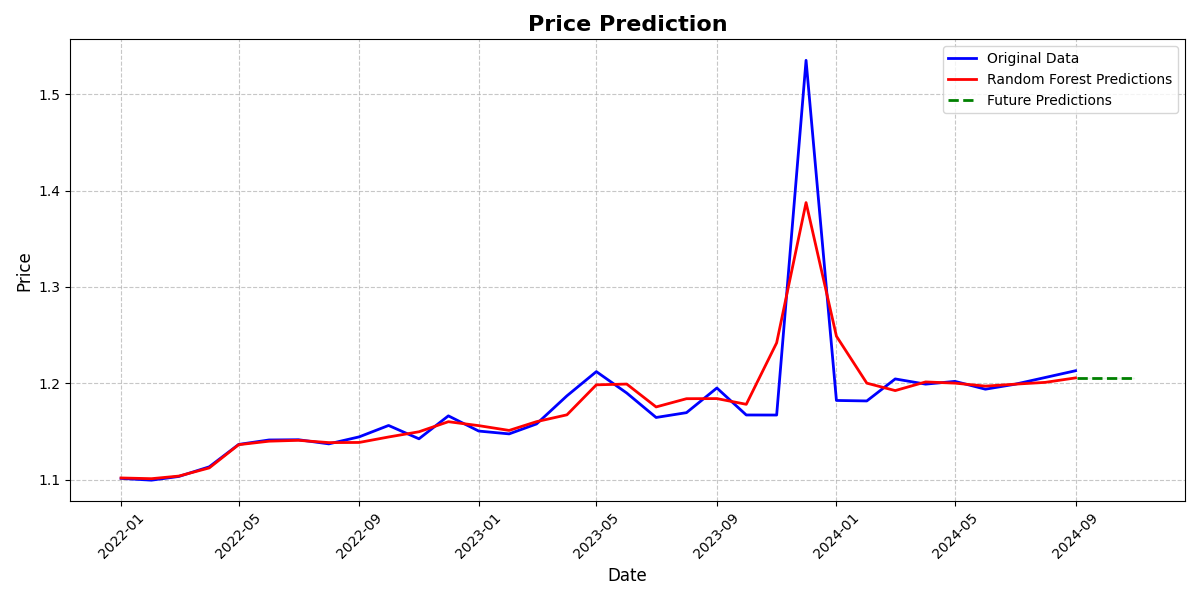 Price Prediction
Original Data
Random Forest Predictions
Future Predictions
Price
1.5
1.4
1.3
1.2
1.1
2022-01
2022-05
2022-09
2023-01
2023-05
2023-09
2024-01
2024-05
2024-09
Date